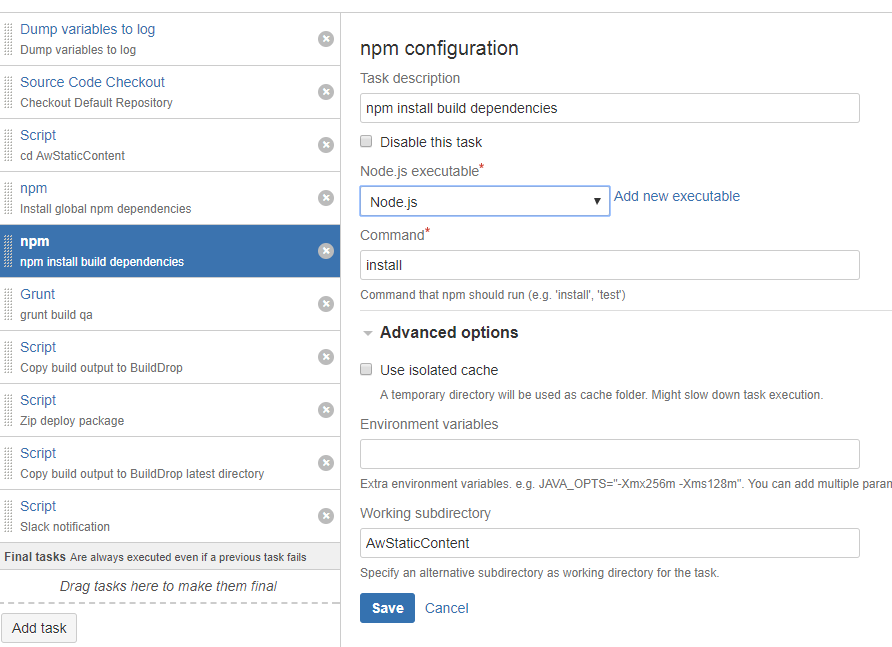 Dump variables to log
Dump variables to log
Source Code Checkout
Checkout Default Repository
Script
cd AwStaticContent
npm
Install global npm dependencies
npm
npm install build dependencies
Grunt
grunt build qa
Script
Copy build output to BuildDrop
Script
Zip deploy package
Script
Copy build output to BuildDrop latest directory
Script
Slack notification
Final tasks Are always executed even if a previous task fails
Drag tasks here to make them final
Add task
npm configuration
Task description
npm install build dependencies
Disable this task
Node.js executable*
Node.js
Add new executable
Command*
install
Command that npm should run (e.g. 'install', 'test')
Advanced options
Use isolated cache
A temporary directory will be used as cache folder. Might slow down task execution.
Environment variables
Extra environment variables. e.g. JAVA_OPTS="-Xmx256m -Xms128m". You can add multiple param
Working subdirectory
AwStaticContent
Specify an alternative subdirectory as working directory for the task.
Save
Cancel